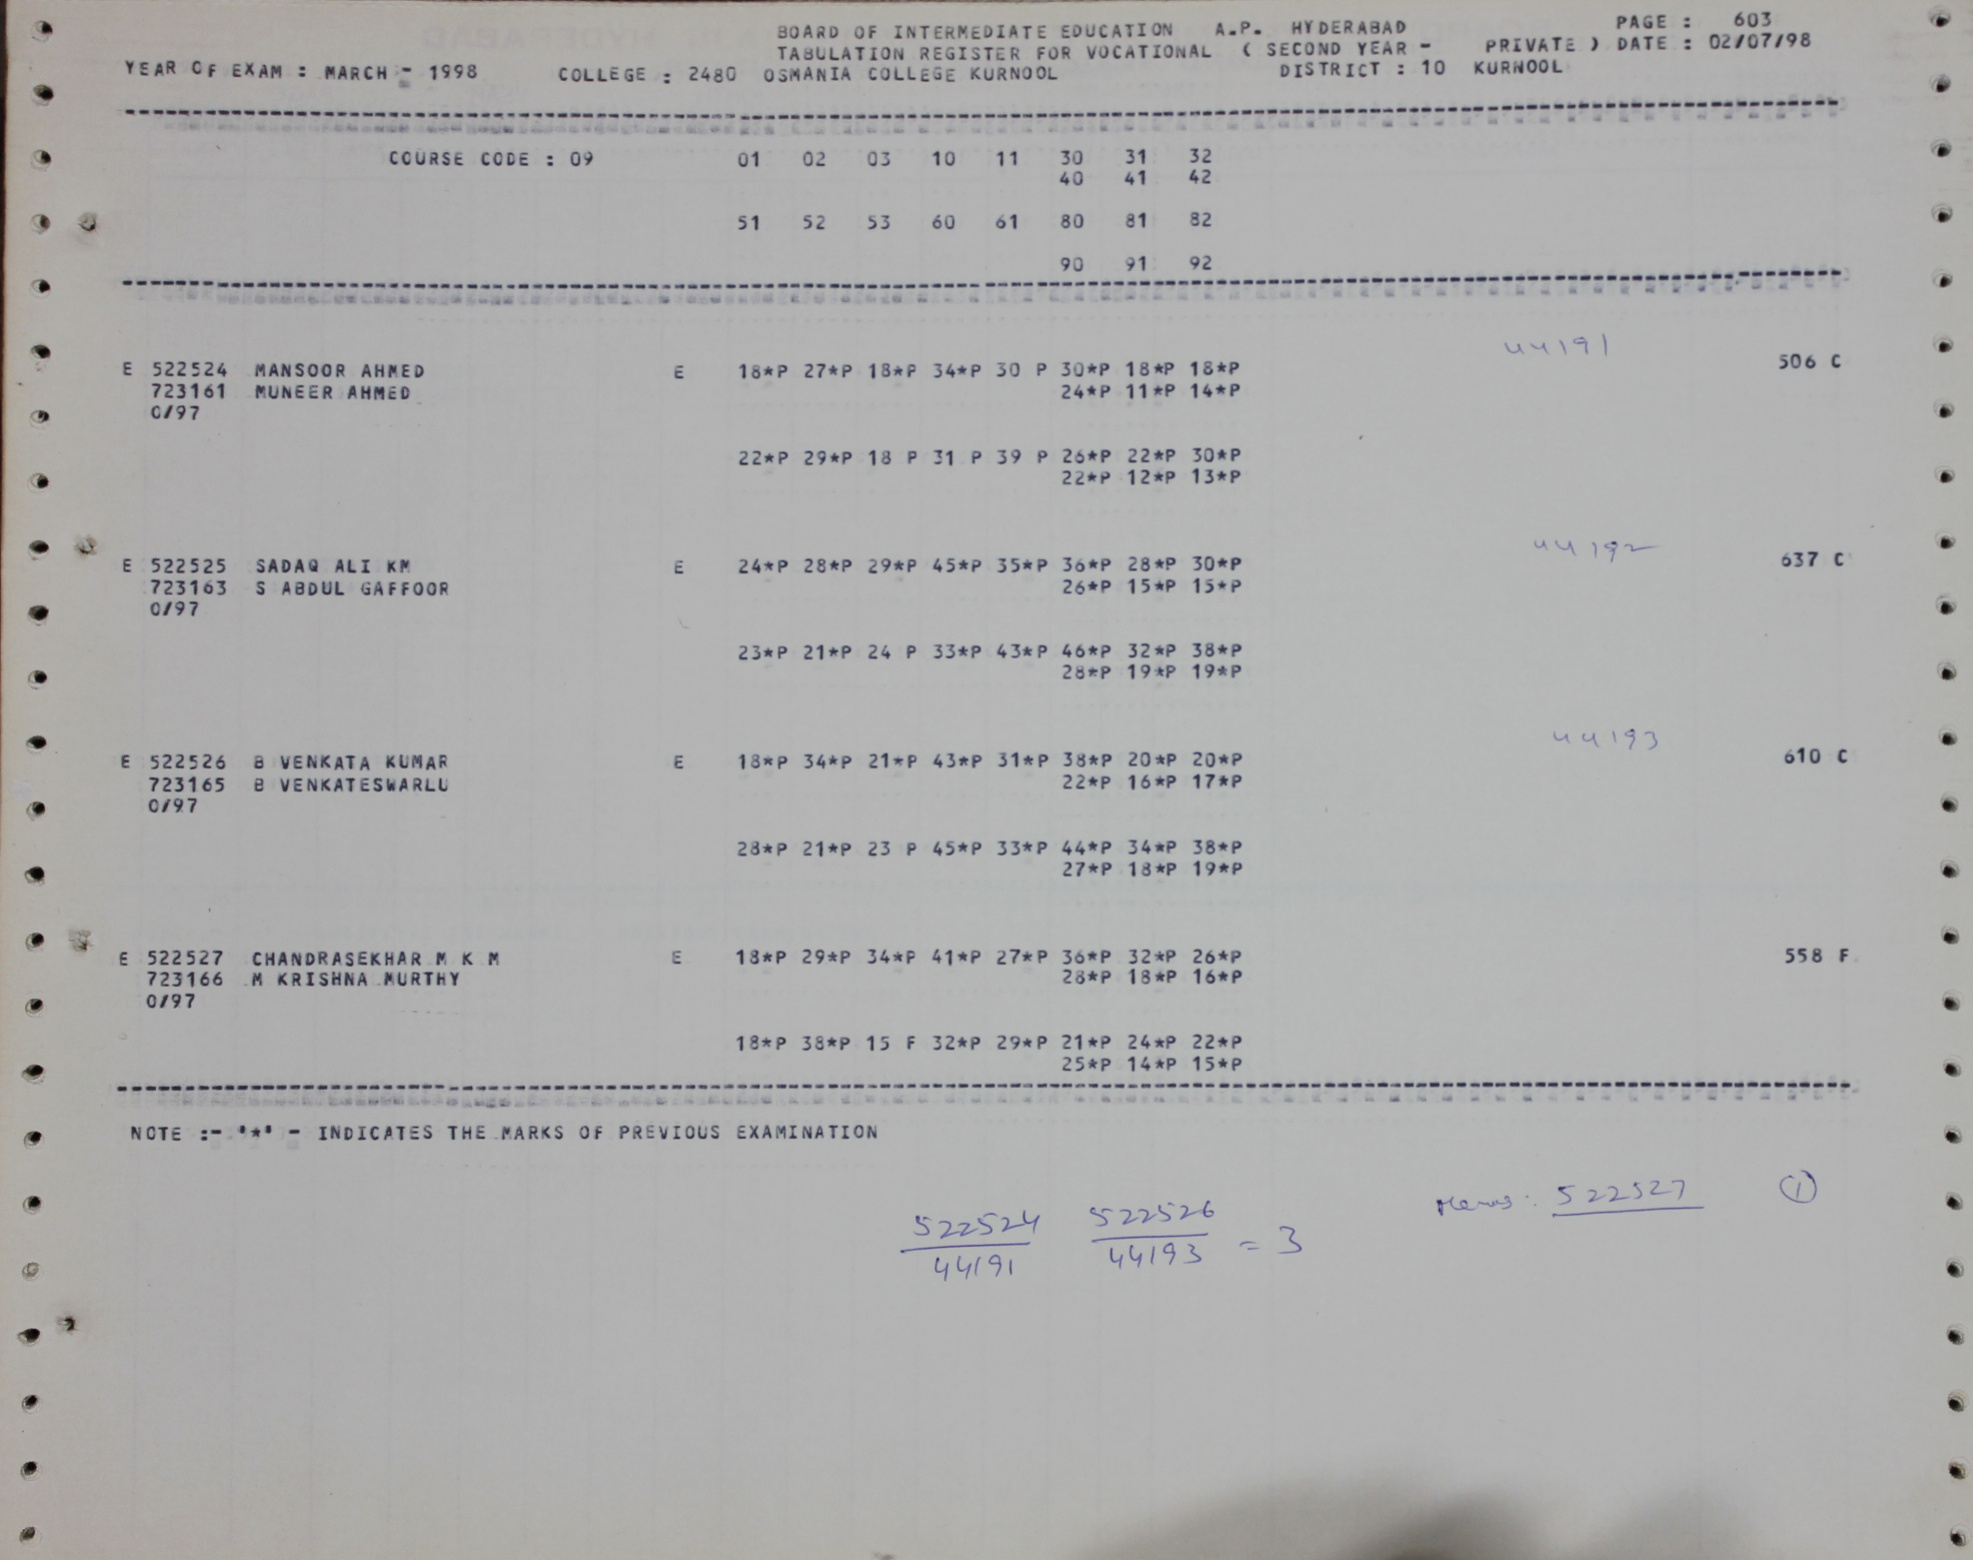 BOARD OF INTERMEDIATE EDUCATION A.P. HYDERABAD PAGE : 603
TABULATION REGISTER FOR VOCATIONAL ( SECOND YEAR - PRIVATE ) DATE : 02/07/98
YEAR OF EXAM : MARCH - 1998 COLLEGE : 2480 OSMANIA COLLEGE KURNOOL DISTRICT : 10 KURNOOL
COURSE CODE : 09 01 02 03 10 11 30 31 32
40 41 42
51 52 53 60 61 80 81 82
90 91 92
44191
E 522524 MANSOOR AHMED E 18*P 27*P 18*P 34*P 30 P 30*P 18*P 18*P 506 C
723161 MUNEER AHMED 24*P 11*P 14*P
0/97
22*P 29*P 18 P 31 P 39 P 26*P 22*P 30*P
22*P 12*P 13*P
44192
E 522525 SADAQ ALI KM E 24*P 28*P 29*P 45*P 35*P 36*P 28*P 30*P 637 C
723163 S ABDUL GAFFOOR 26*P 15*P 15*P
0/97
23*P 21*P 24 P 33*P 43*P 46*P 32*P 38*P
28*P 19*P 19*P
44193
E 522526 B VENKATA KUMAR E 18*P 34*P 21*P 43*P 31*P 38*P 20*P 20*P 610 C
723165 B VENKATESWARLU 22*P 16*P 17*P
0/97
28*P 21*P 23 P 45*P 33*P 44*P 34*P 38*P
27*P 18*P 19*P
E 522527 CHANDRASEKHAR M K M E 18*P 29*P 34*P 41*P 27*P 36*P 32*P 26*P 558 F
723166 M KRISHNA MURTHY 28*P 18*P 16*P
0/97
18*P 38*P 15 F 32*P 29*P 21*P 24*P 22*P
25*P 14*P 15*P
NOTE :- '*' - INDICATES THE MARKS OF PREVIOUS EXAMINATION
522527 1
522524 522526
44191 44193 = 3